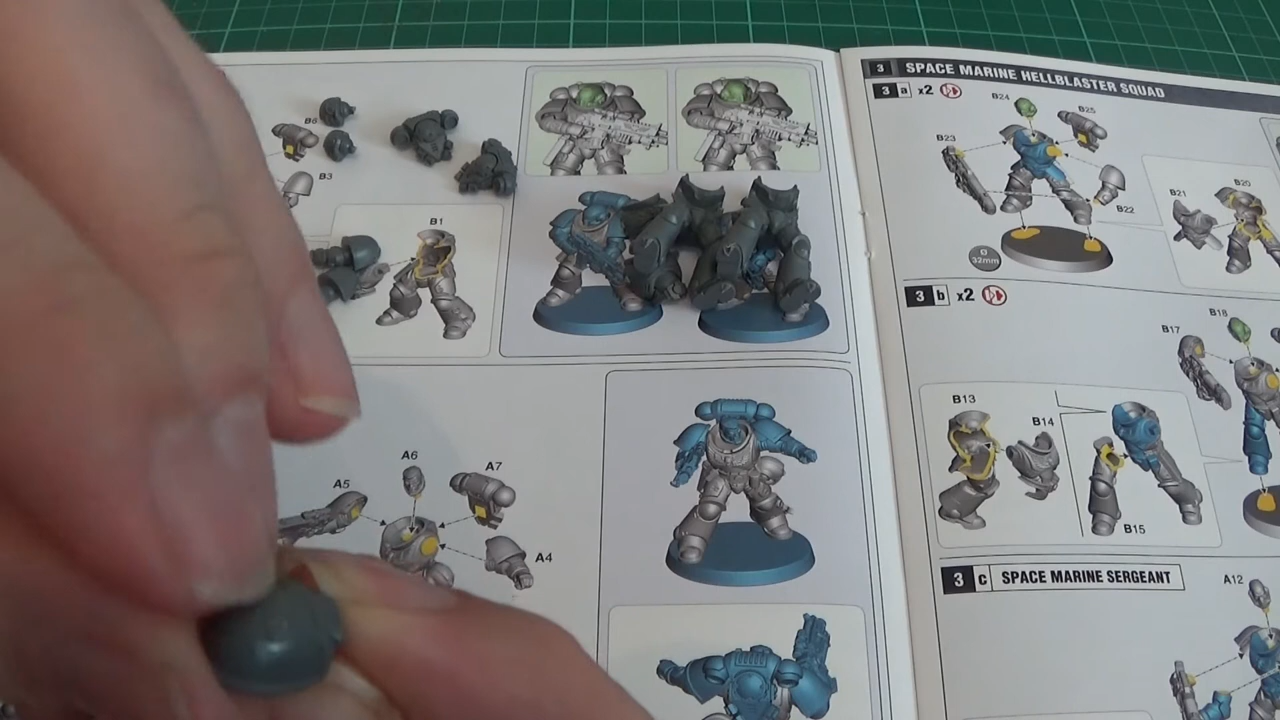 B6
B3
B1
A6
A7
A5
A4
3 SPACE MARINE HELLBLASTER SQUAD
3 a x2
B24
B25
B23
B22
Ø
32mm
B21
B20
3 b x2
B18
B17
B13
B14
B15
3 c SPACE MARINE SERGEANT
A12